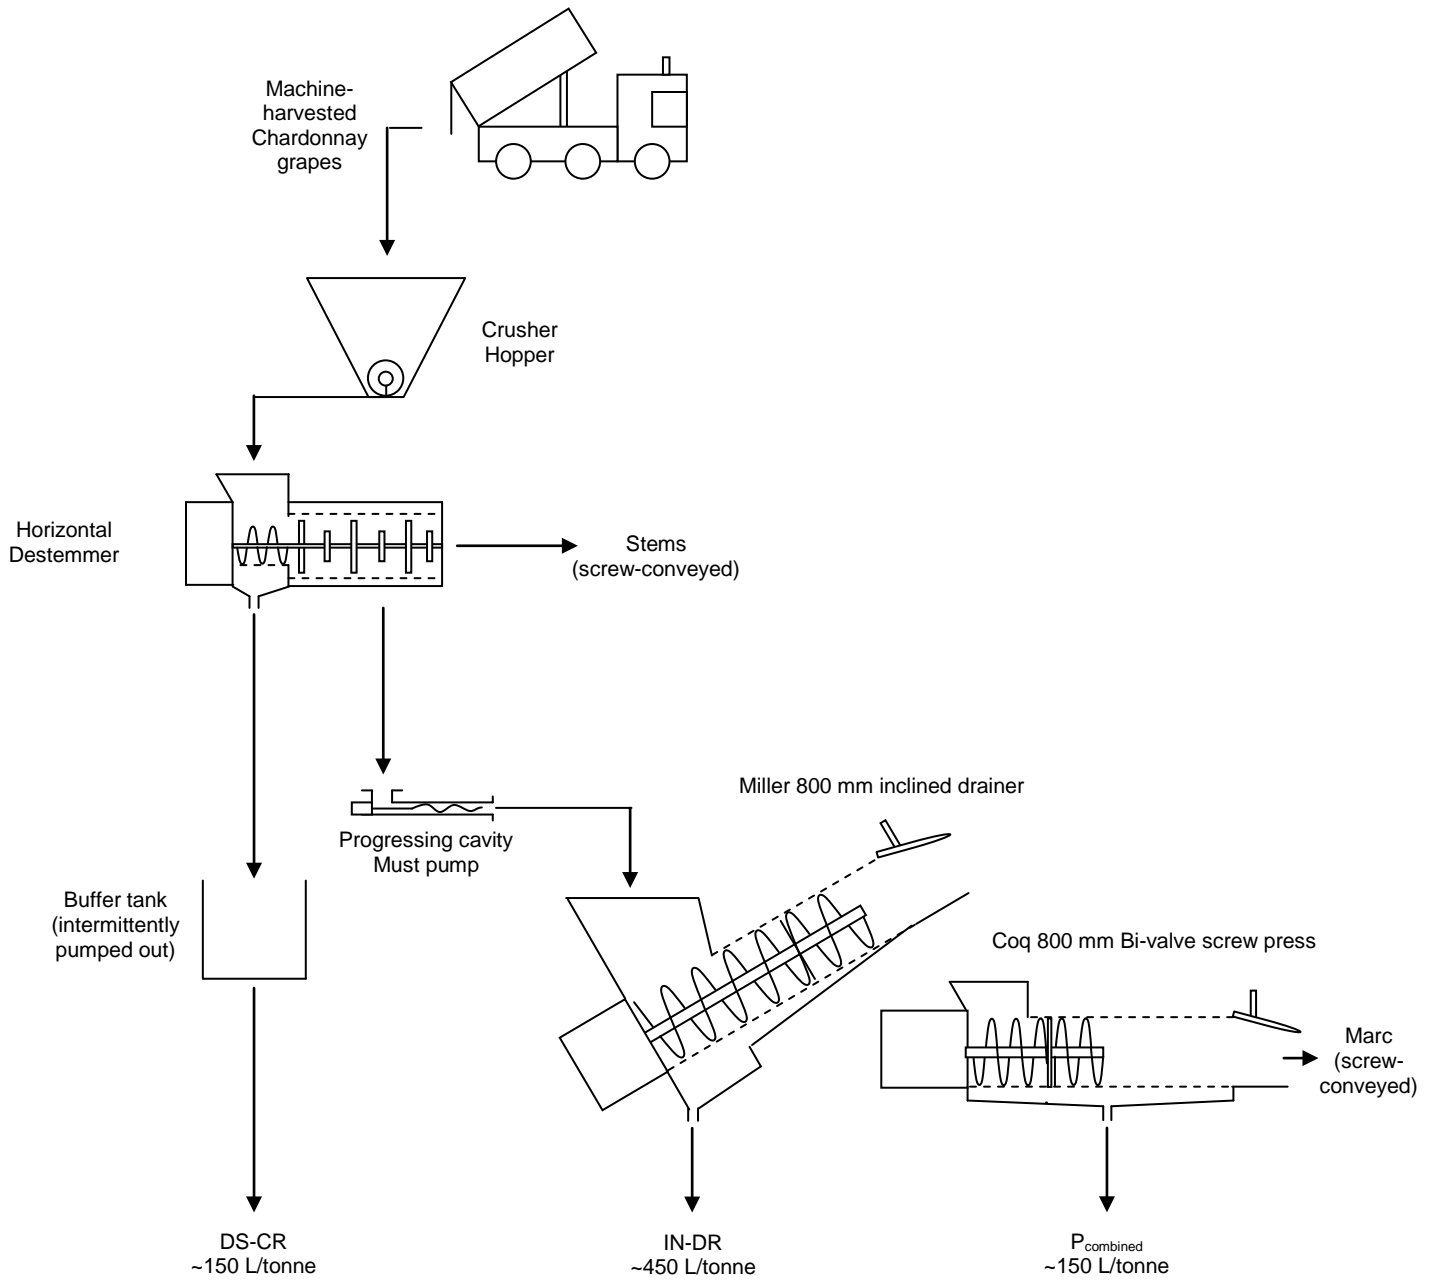 Machine-
harvested
Chardonnay
grapes
Crusher
Hopper
Horizontal
Destemmer
Stems
(screw-conveyed)
Miller 800 mm inclined drainer
Progressing cavity
Must pump
Buffer tank
(intermittently
pumped out)
Coq 800 mm Bi-valve screw press
Marc
(screw-
conveyed)
DS-CR
~150 L/tonne
IN-DR
~450 L/tonne
Pcombined
~150 L/tonne